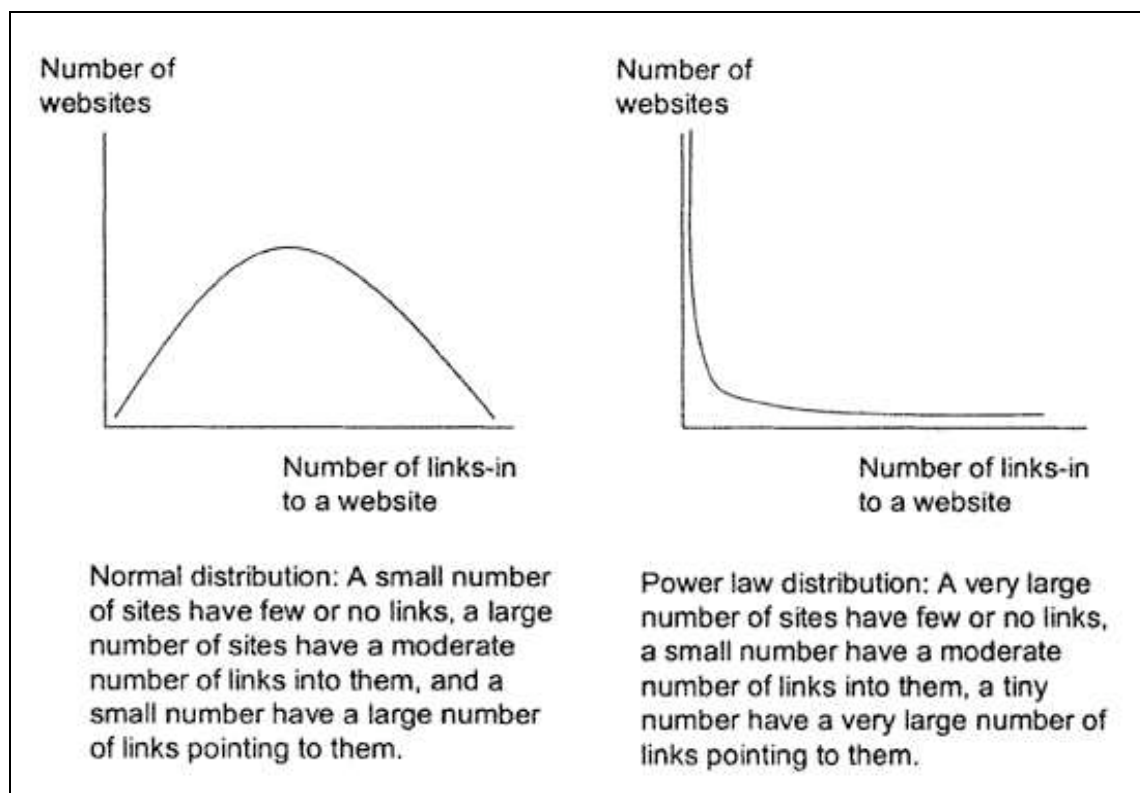 Number of
websites
Number of links-in
to a website
Normal distribution: A small number
of sites have few or no links, a large
number of sites have a moderate
number of links into them, and a
small number have a large number
of links pointing to them.
Number of
websites
Number of links-in
to a website
Power law distribution: A very large
number of sites have few or no links,
a small number have a moderate
number of links into them, a tiny
number have a very large number of
links pointing to them.